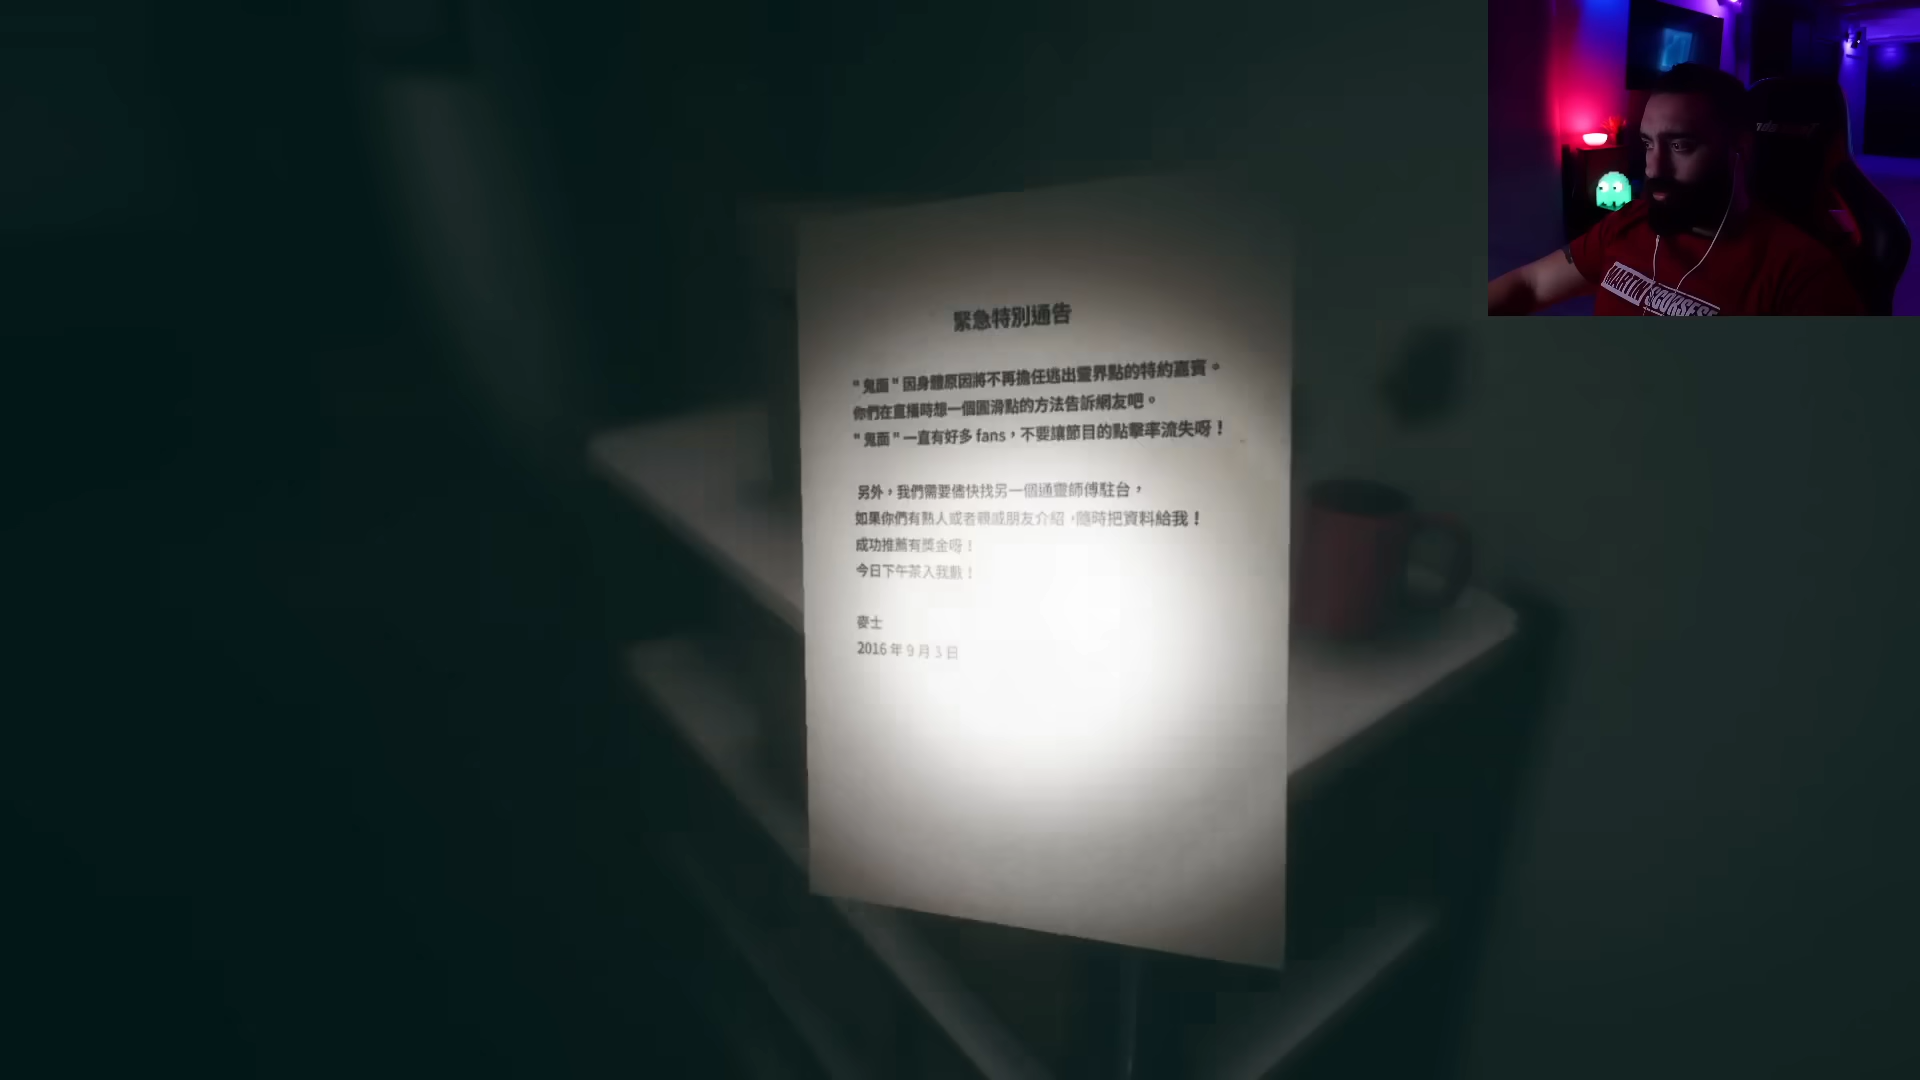 緊急特別通告
"鬼面"因身體原因將不再擔任逃出靈界點的特約嘉賓。
你們在直播時想一個圓滑點的方法告訴網友吧。
"鬼面"一直有好多 fans，不要讓節目的點擊率流失呀！
另外，我們需要儘快找另一個通靈師傅駐台，
如果你們有熟人或者親戚朋友介紹，隨時把資料給我！
成功推薦有獎金呀！
今日下午茶入我數！
麥士
2016 年 9 月 3 日
MARTIN
SCORSESE